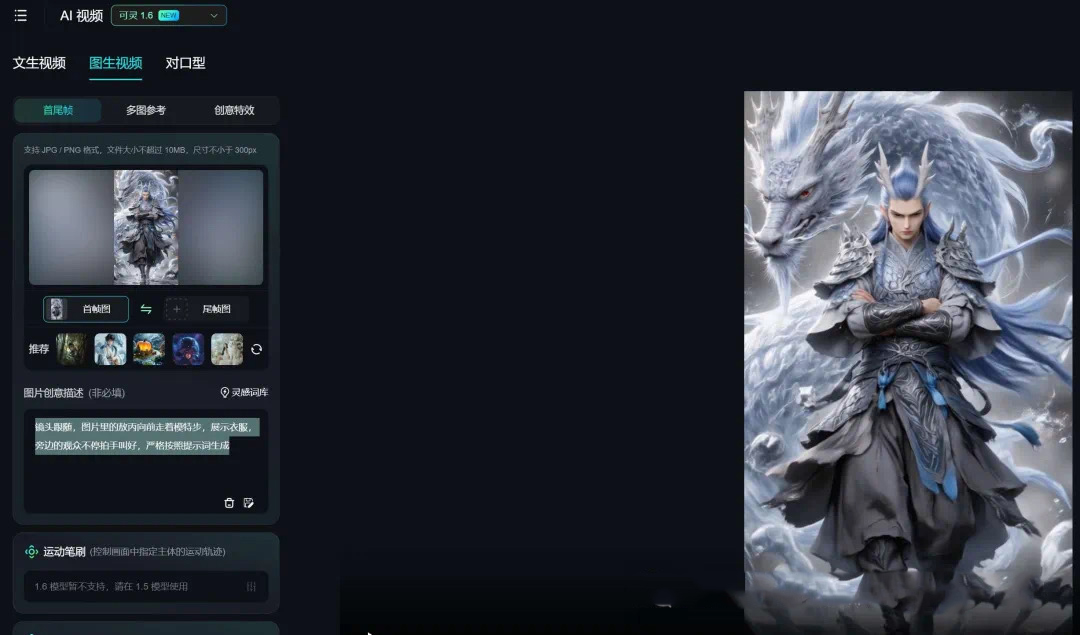 AI 视频
可灵 1.6 NEW
文生视频 图生视频 对口型
首尾帧 多图参考 创意特效
支持 JPG / PNG 格式，文件大小不超过 10MB，尺寸不小于 300px
首帧图 尾帧图
推荐
图片创意描述 (非必填) 灵感词库
镜头跟随，图片里的敖丙向前走着模特步，展示衣服，
旁边的观众不停拍手叫好，严格按照提示词生成
运动笔刷 (控制画面中指定主体的运动轨迹)
1.6 模型暂不支持，请在 1.5 模型使用